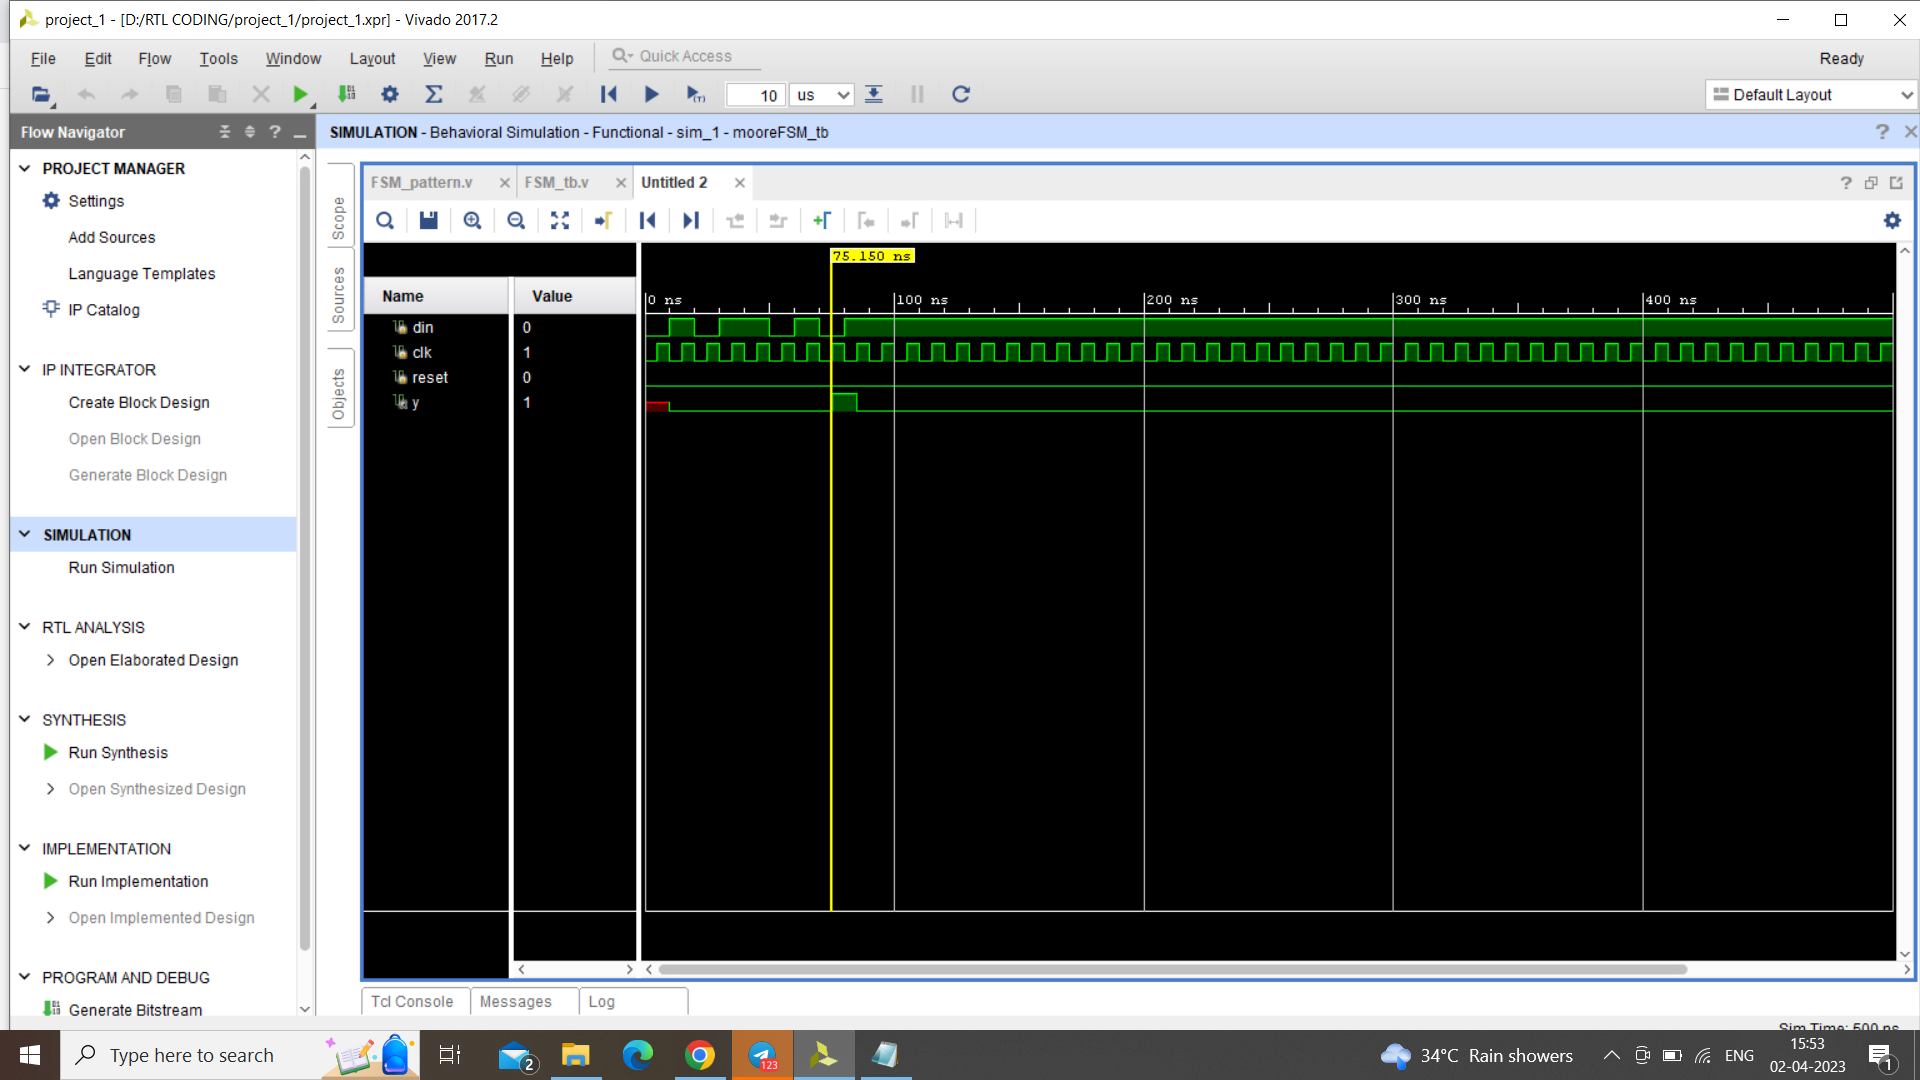 project_1 - [D:/RTL CODING/project_1/project_1.xpr] - Vivado 2017.2
File Edit Flow Tools Window Layout View Run Help Quick Access Ready
10 us Default Layout
Flow Navigator
SIMULATION - Behavioral Simulation - Functional - sim_1 - mooreFSM_tb
PROJECT MANAGER
Settings
Add Sources
Language Templates
IP Catalog
IP INTEGRATOR
Create Block Design
Open Block Design
Generate Block Design
SIMULATION
Run Simulation
RTL ANALYSIS
Open Elaborated Design
SYNTHESIS
Run Synthesis
Open Synthesized Design
IMPLEMENTATION
Run Implementation
Open Implemented Design
PROGRAM AND DEBUG
Generate Bitstream
Scope
Sources
Objects
FSM_pattern.v FSM_tb.v Untitled 2
75.150 ns
Name Value
0 ns 100 ns 200 ns 300 ns 400 ns
din 0
clk 1
reset 0
y 1
Tcl Console Messages Log
Sim Time: 500 ns
Type here to search
2
123
34°C Rain showers
ENG
15:53
02-04-2023
1